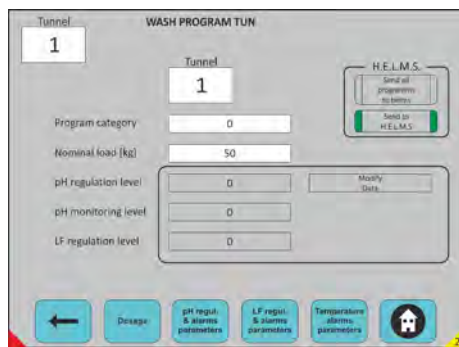 Tunnel
WASH PROGRAM TUN
1
Tunnel
1
H.E.L.M.S.
Send all
programs
to helms
Send to
H.E.L.M.S
Program category
0
Nominal load (kg)
50
pH regulation level
0
Modify
Data
pH monitoring level
0
LF regulation level
0
Dosage
pH regul.
& alarms
parameters
LF regul.
& alarms
parameters
Temperature
alarms
parameters
2